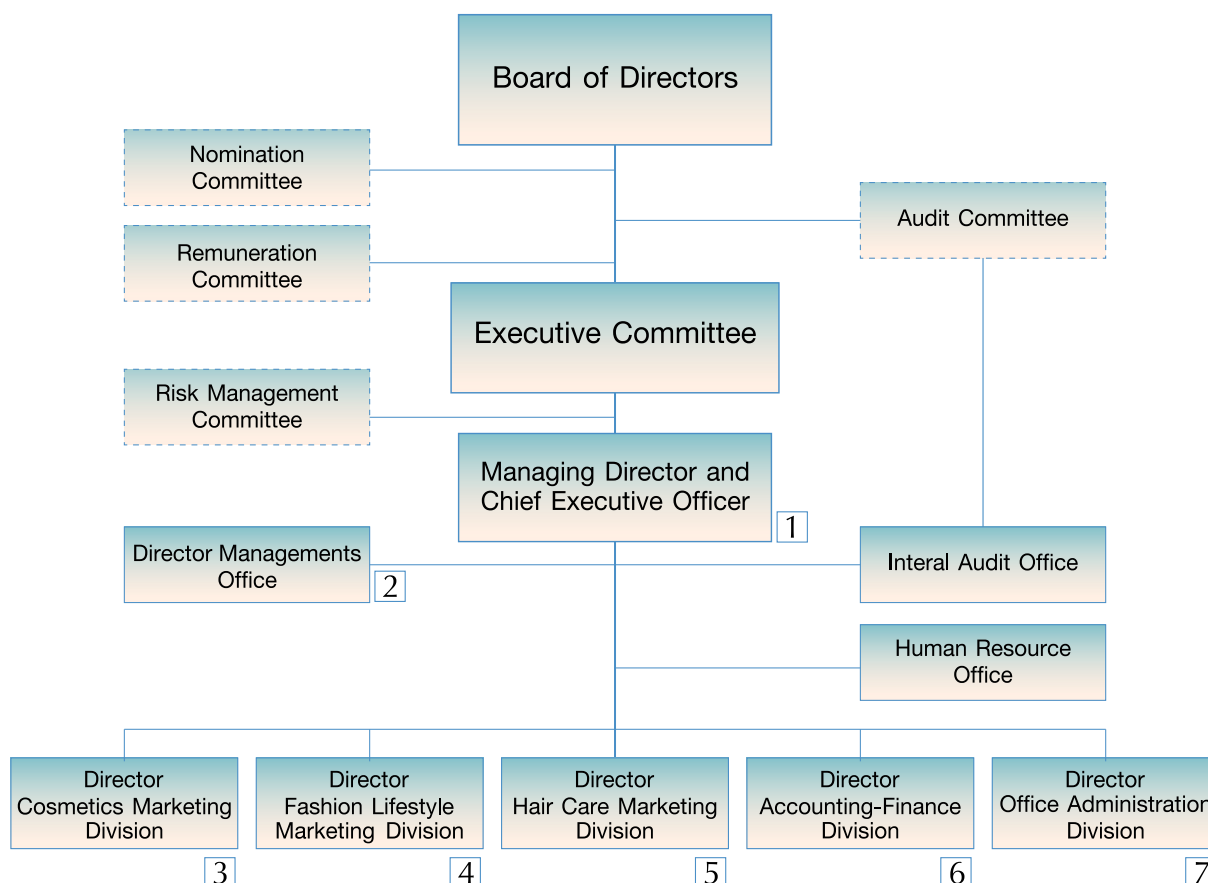 Board of Directors
Nomination
Committee
Audit Committee
Remuneration
Committee
Executive Committee
Risk Management
Committee
Managing Director and
Chief Executive Officer
1
Director Managements
Office
2
Interal Audit Office
Human Resource
Office
Director
Cosmetics Marketing
Division
3
Director
Fashion Lifestyle
Marketing Division
4
Director
Hair Care Marketing
Division
5
Director
Accounting-Finance
Division
6
Director
Office Administration
Division
7